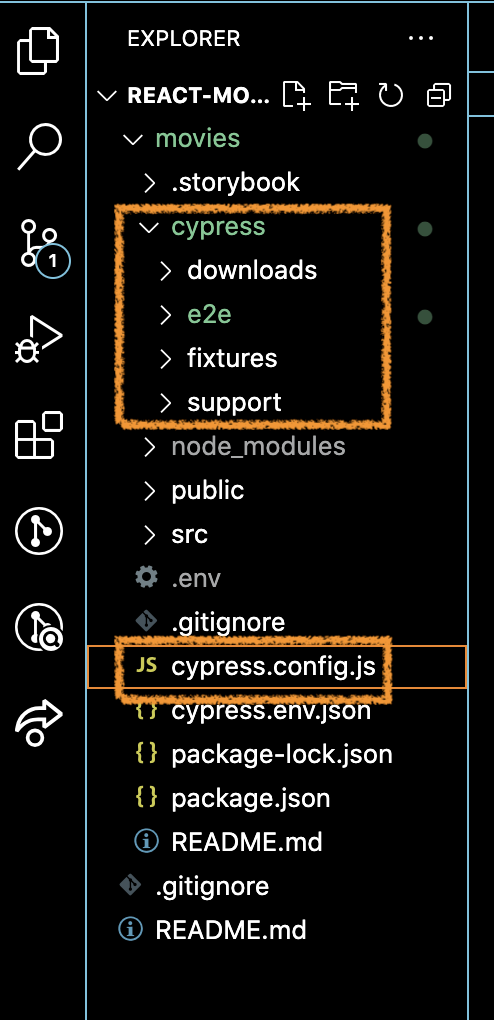 EXPLORER
REACT-MO...
movies
.storybook
cypress
downloads
e2e
1
fixtures
support
node_modules
public
src
.env
.gitignore
JS cypress.config.js
{} cypress.env.json
{} package-lock.json
{} package.json
README.md
.gitignore
README.md